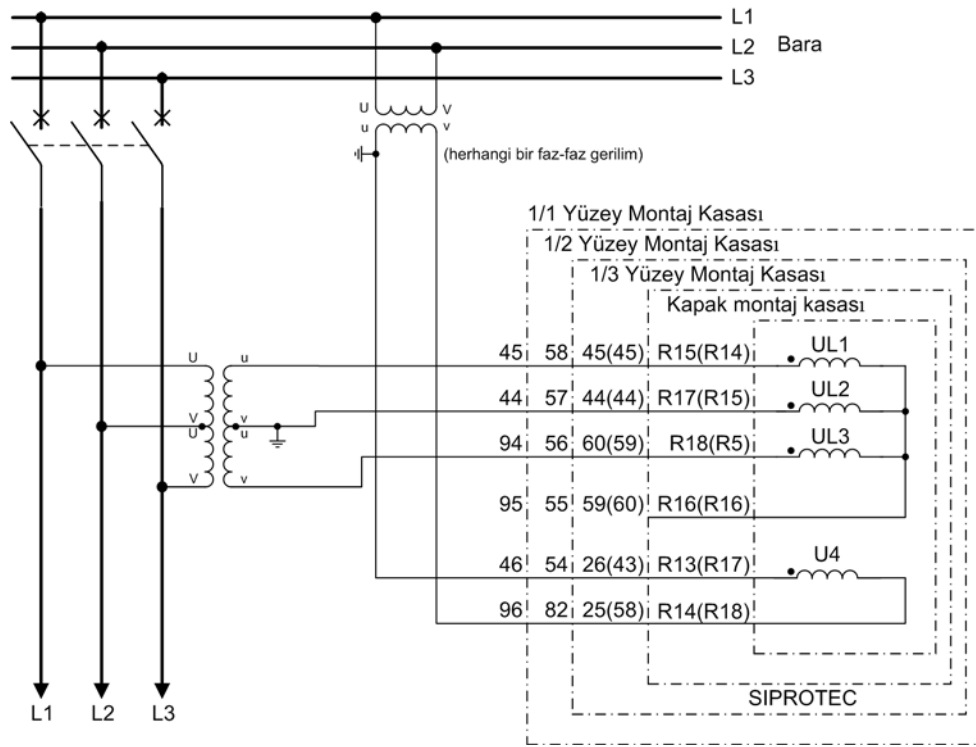 L1
L2 Bara
L3
U V
u v
(herhangi bir faz-faz gerilim)
1/1 Yüzey Montaj Kasası
1/2 Yüzey Montaj Kasası
1/3 Yüzey Montaj Kasası
Kapak montaj kasası
U u
45 58 45(45) R15(R14) UL1
44 57 44(44) R17(R15) UL2
V v
U u
94 56 60(59) R18(R5) UL3
V v
95 55 59(60) R16(R16)
46 54 26(43) R13(R17) U4
96 82 25(58) R14(R18)
SIPROTEC
L1 L2 L3